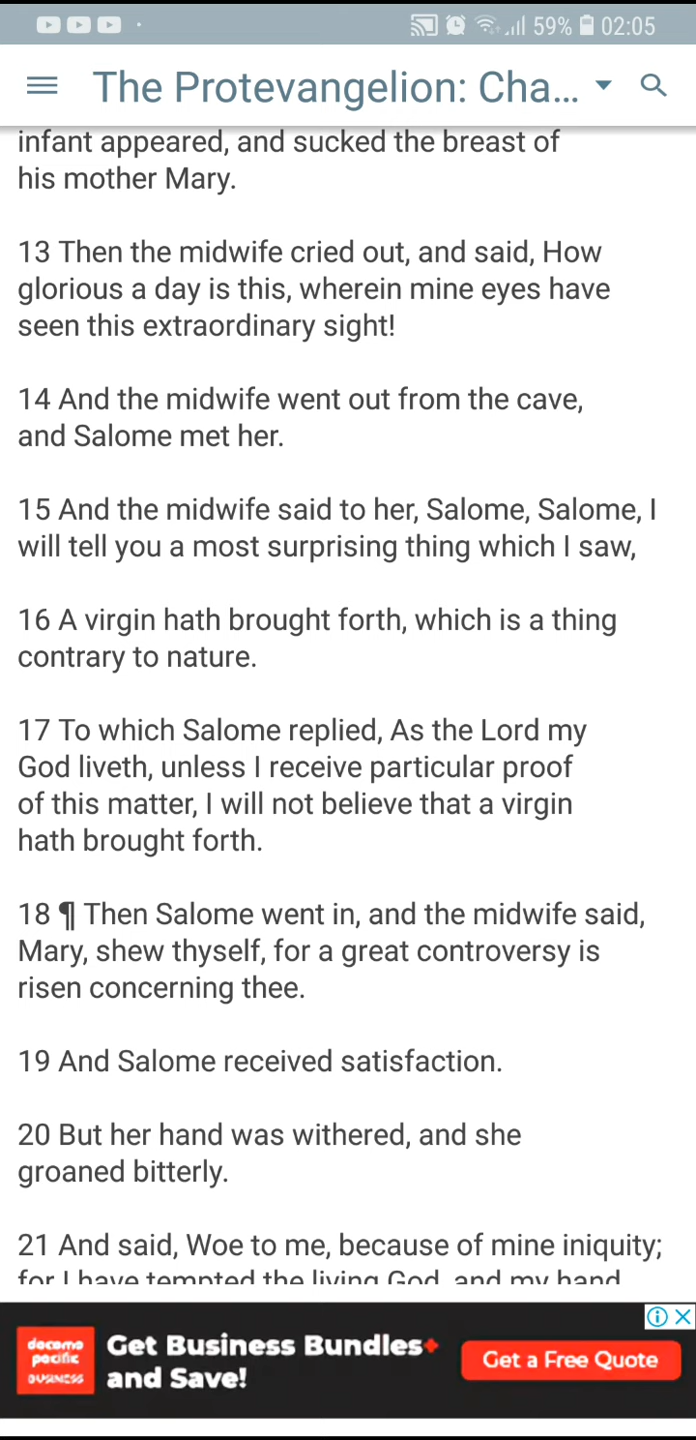 59% 02:05
The Protevangelion: Cha...
infant appeared, and sucked the breast of
his mother Mary.
13 Then the midwife cried out, and said, How
glorious a day is this, wherein mine eyes have
seen this extraordinary sight!
14 And the midwife went out from the cave,
and Salome met her.
15 And the midwife said to her, Salome, Salome, I
will tell you a most surprising thing which I saw,
16 A virgin hath brought forth, which is a thing
contrary to nature.
17 To which Salome replied, As the Lord my
God liveth, unless I receive particular proof
of this matter, I will not believe that a virgin
hath brought forth.
18 ¶ Then Salome went in, and the midwife said,
Mary, shew thyself, for a great controversy is
risen concerning thee.
19 And Salome received satisfaction.
20 But her hand was withered, and she
groaned bitterly.
21 And said, Woe to me, because of mine iniquity;
for I have tempted the living God, and my hand
docomo
pacific
BUSINESS
Get Business Bundles+
and Save!
Get a Free Quote